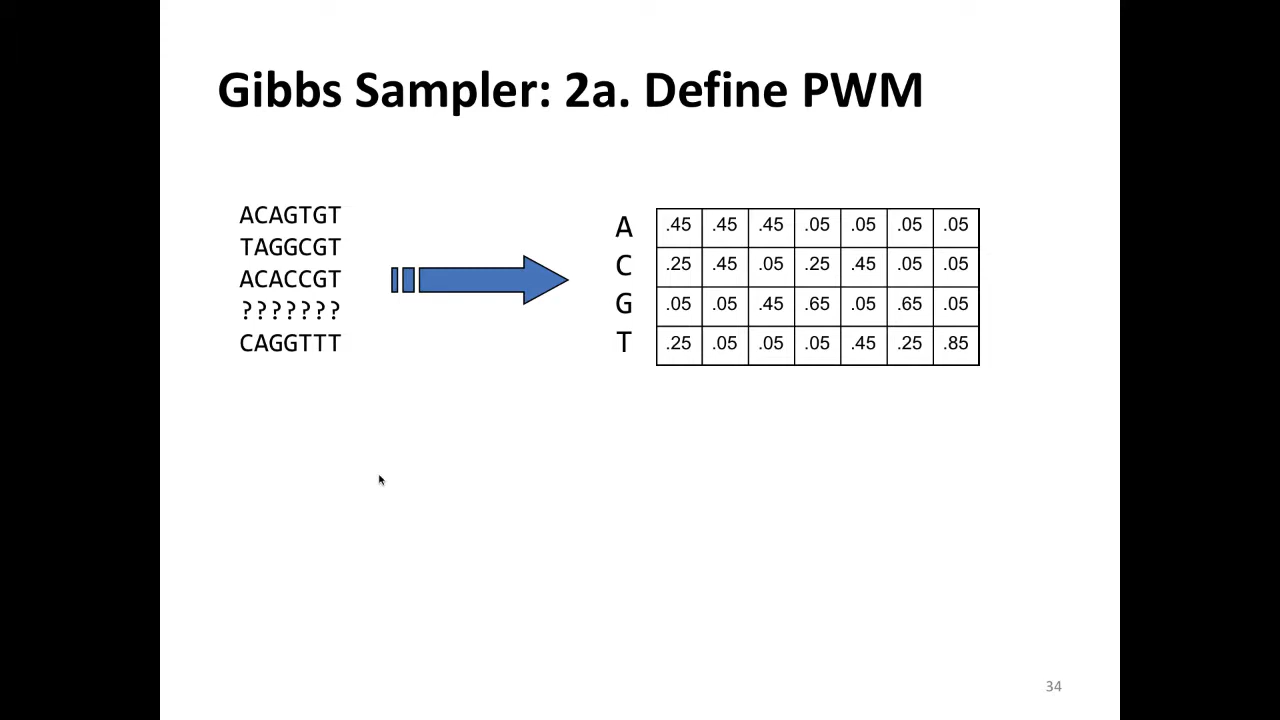 Gibbs Sampler: 2a. Define PWM
ACAGTGT
TAGGCGT
ACACCGT
???????
CAGGTTT
A .45 .45 .45 .05 .05 .05 .05
C .25 .45 .05 .25 .45 .05 .05
G .05 .05 .45 .65 .05 .65 .05
T .25 .05 .05 .05 .45 .25 .85
34